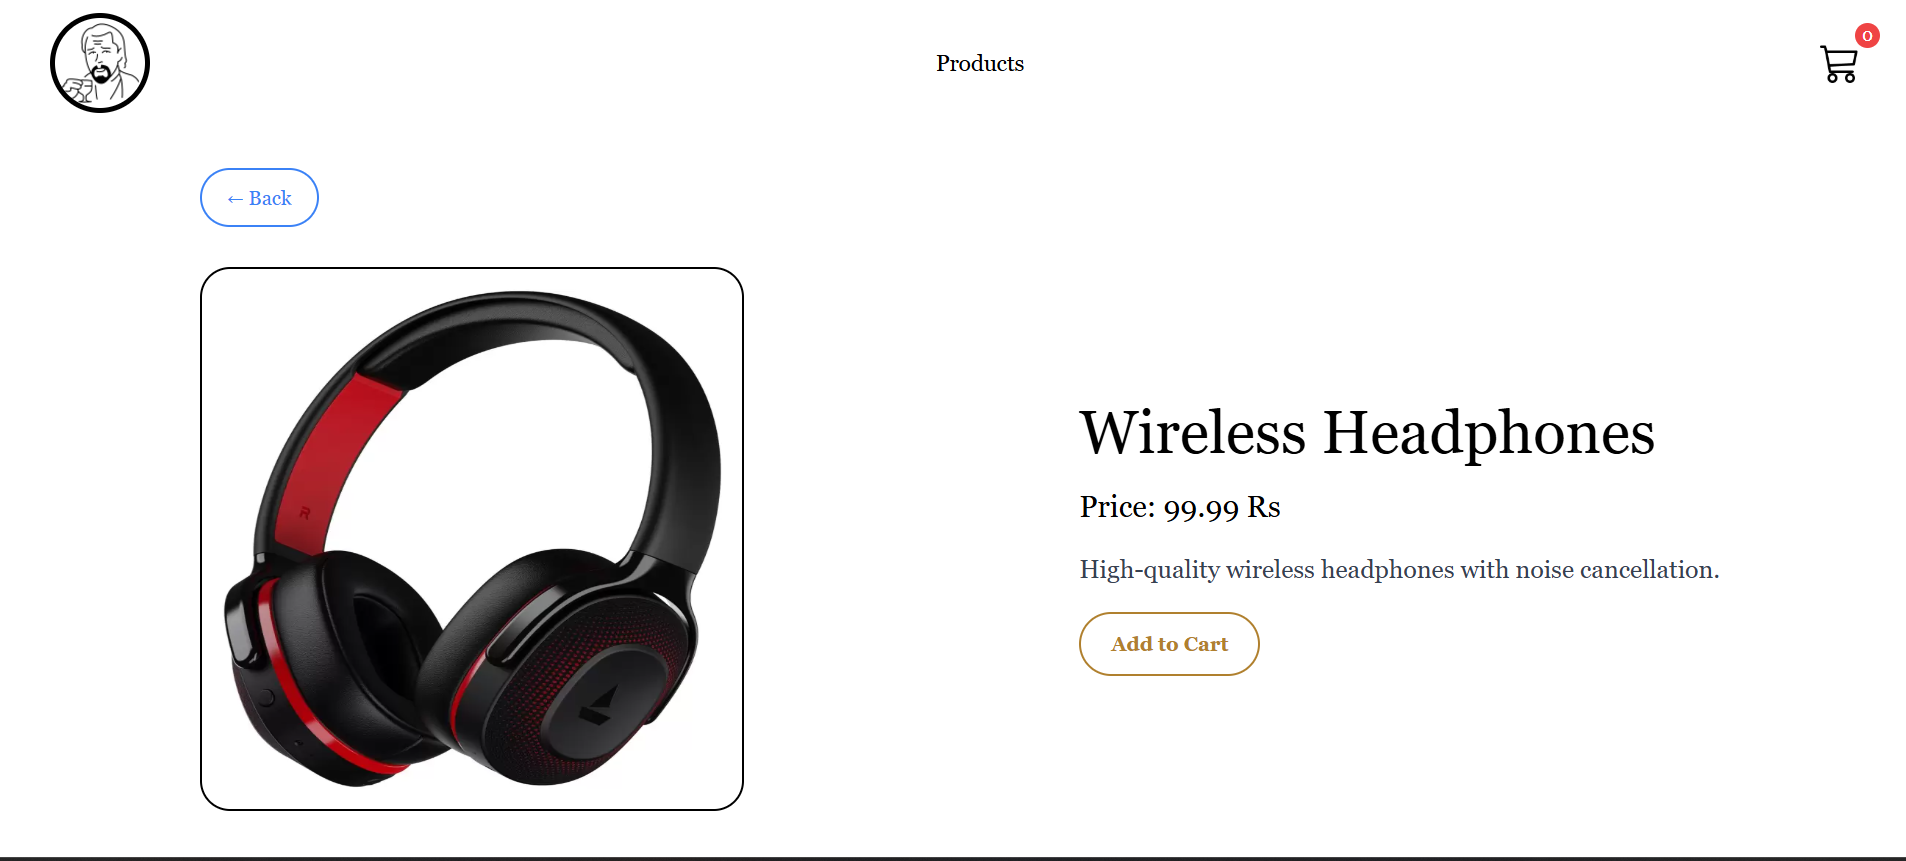 Products
0
← Back
R
Wireless Headphones
Price: 99.99 Rs
High-quality wireless headphones with noise cancellation.
Add to Cart